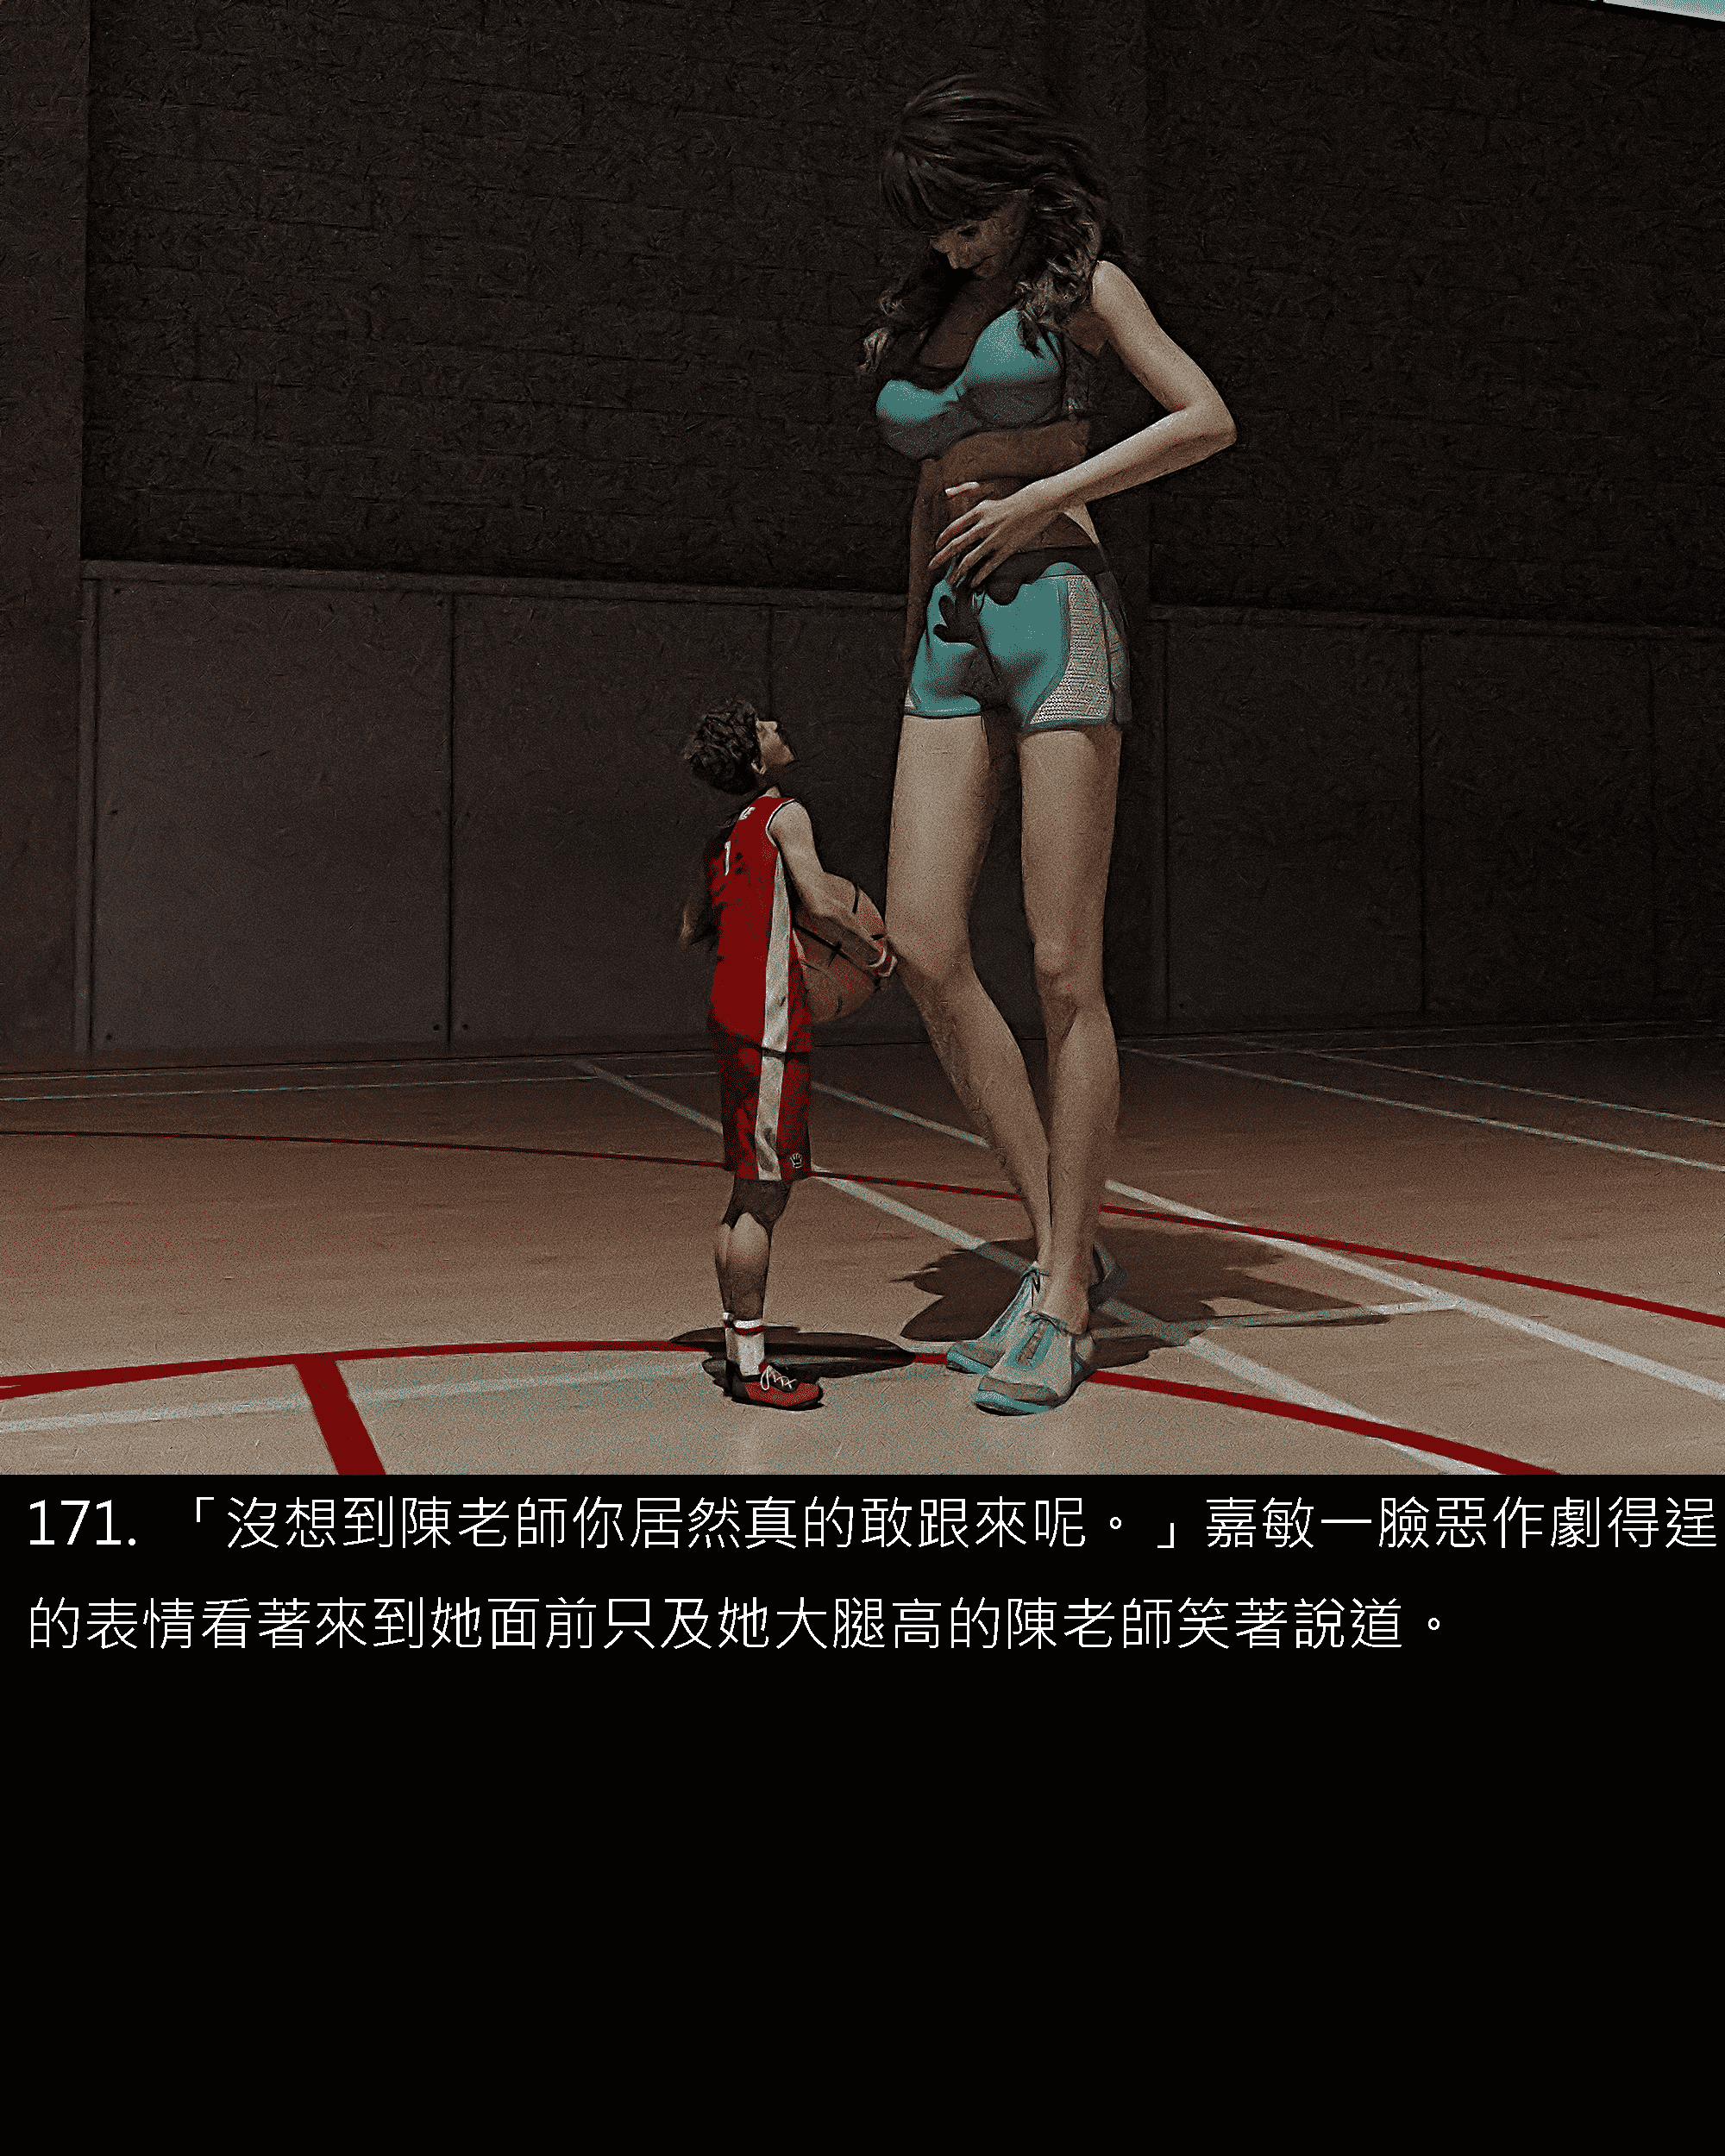 171. 「沒想到陳老師你居然真的敢跟來呢。」嘉敏一臉惡作劇得逞
的表情看著來到她面前只及她大腿高的陳老師笑著說道。